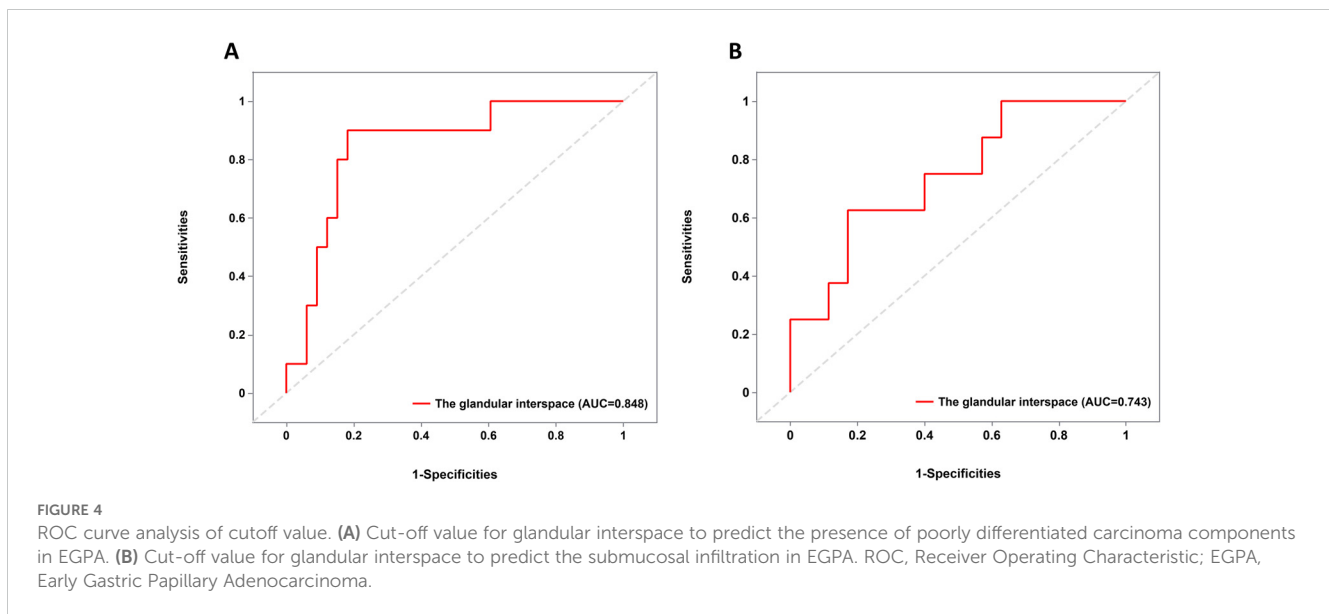 A
1
0.8
0.6
0.4
0.2
0
Sensitivities
The glandular interspace (AUC=0.848)
0 0.2 0.4 0.6 0.8 1
1-Specificities
B
1
0.8
0.6
0.4
0.2
0
Sensitivities
The glandular interspace (AUC=0.743)
0 0.2 0.4 0.6 0.8 1
1-Specificities
FIGURE 4
ROC curve analysis of cutoff value. (A) Cut-off value for glandular interspace to predict the presence of poorly differentiated carcinoma components
in EGPA. (B) Cut-off value for glandular interspace to predict the submucosal infiltration in EGPA. ROC, Receiver Operating Characteristic; EGPA,
Early Gastric Papillary Adenocarcinoma.